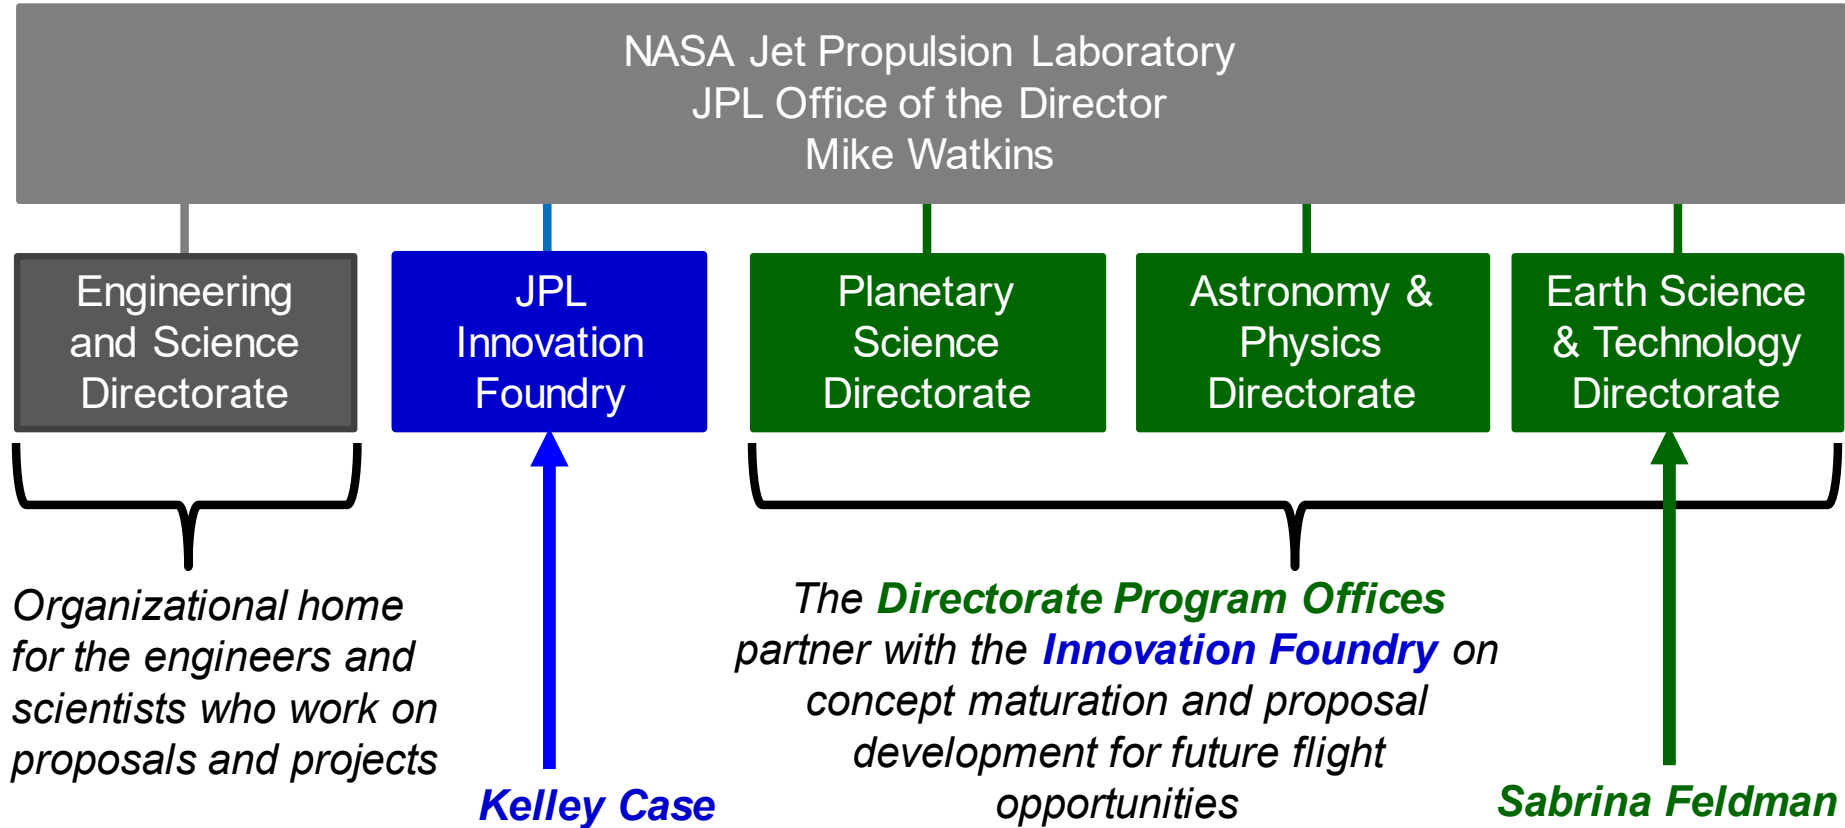 NASA Jet Propulsion Laboratory
JPL Office of the Director
Mike Watkins
Engineering
and Science
Directorate
JPL
Innovation
Foundry
Planetary
Science
Directorate
Astronomy &
Physics
Directorate
Earth Science
& Technology
Directorate
Organizational home
for the engineers and
scientists who work on
proposals and projects
Kelley Case
The Directorate Program Offices
partner with the Innovation Foundry on
concept maturation and proposal
development for future flight
opportunities
Sabrina Feldman